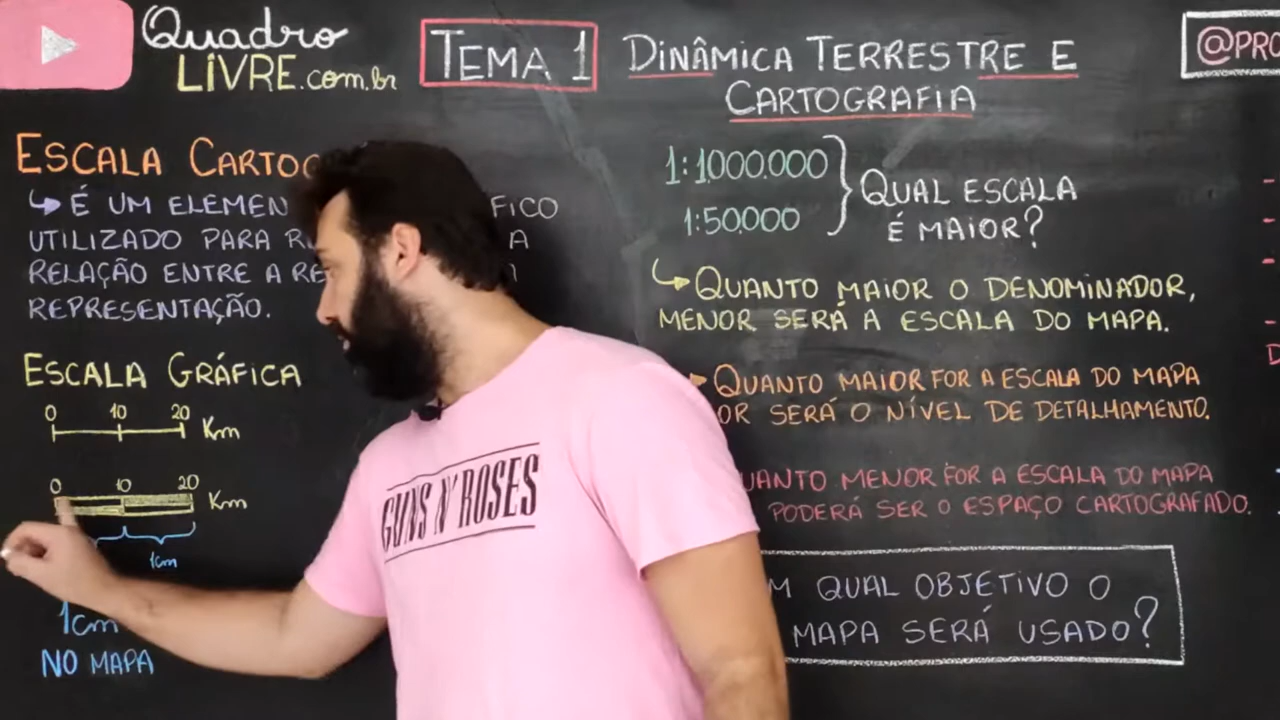 Quadro
LIVRE.com.br
TEMA 1
DINÂMICA TERRESTRE E
CARTOGRAFIA
@PRO
ESCALA CARTOG
↳ É UM ELEMEN FICO
UTILIZADO PARA R A
RELAÇÃO ENTRE A RE
REPRESENTAÇÃO.
ESCALA GRÁFICA
0 10 20
Km
0 10 20
Km
1cm
1cm
NO MAPA
GUNS N' ROSES
1:1.000.000
1:50.000
QUAL ESCALA
É MAIOR?
↳ QUANTO MAIOR O DENOMINADOR,
MENOR SERÁ A ESCALA DO MAPA.
QUANTO MAIOR FOR A ESCALA DO MAPA
OR SERÁ O NÍVEL DE DETALHAMENTO.
UANTO MENOR FOR A ESCALA DO MAPA
PODERÁ SER O ESPAÇO CARTOGRAFADO.
M QUAL OBJETIVO O
MAPA SERÁ USADO?